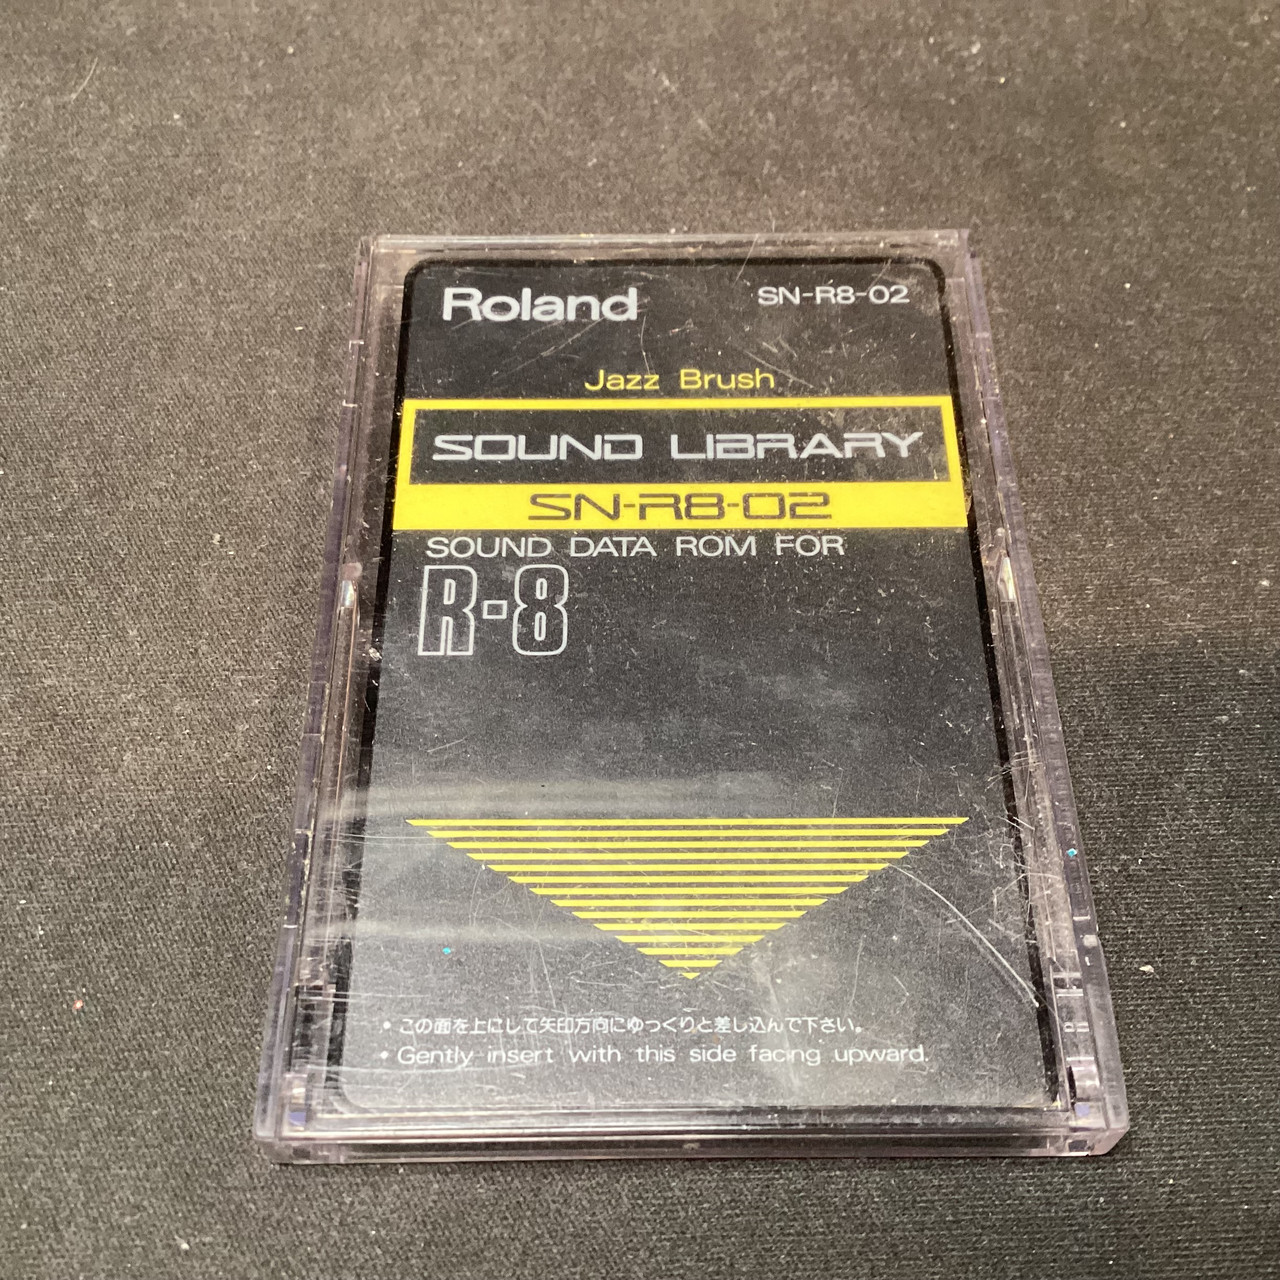 Roland
SN-R8-02
Jazz Brush
SOUND LIBRARY
SN-R8-02
SOUND DATA ROM FOR
R-8
• この面を上にして矢印方向にゆっくりと差し込んで下さい。
• Gently insert with this side facing upward.